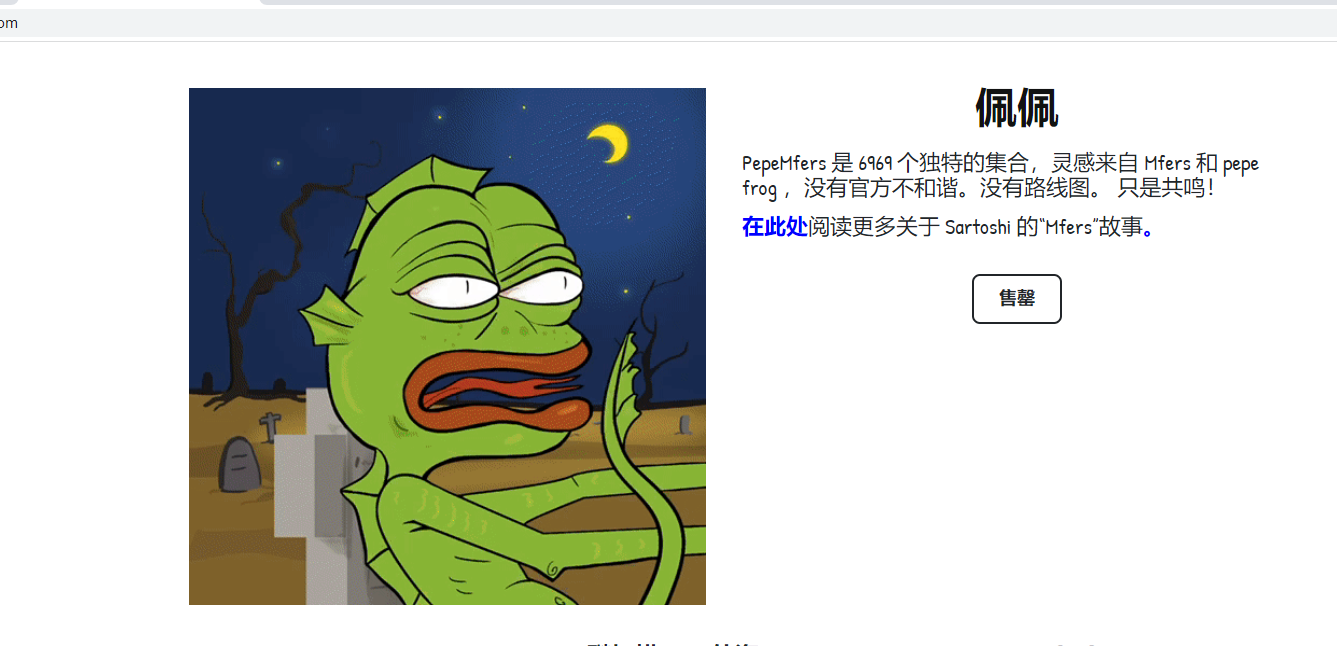 om
佩佩
PepeMfers 是 6969 个独特的集合，灵感来自 Mfers 和 pepe
frog ，没有官方不和谐。没有路线图。 只是共鸣！
在此处阅读更多关于 Sartoshi 的“Mfers”故事。
售罄